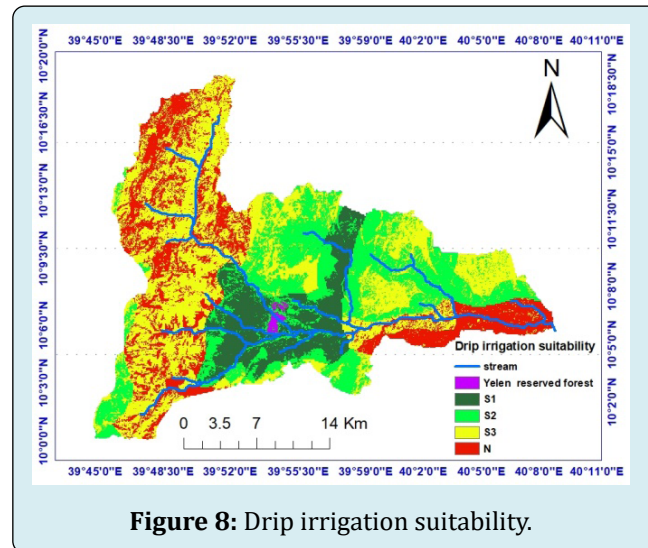 39°45'0"E 39°48'30"E 39°52'0"E 39°55'30"E 39°59'0"E 40°2'0"E 40°5'0"E 40°8'0"E 40°11'0"E
10°20'0"N
10°16'30"N
10°13'0"N
10°9'30"N
10°6'0"N
10°3'0"N
10°0'0"N
10°18'30"N
10°15'0"N
10°11'30"N
10°8'0"N
10°5'0"N
10°2'0"N
N
Drip irrigation suitability
stream
Yelen reserved forest
S1
S2
S3
N
0 3.5 7 14 Km
39°45'0"E 39°48'30"E 39°52'0"E 39°55'30"E 39°59'0"E 40°2'0"E 40°5'0"E 40°8'0"E 40°11'0"E
Figure 8: Drip irrigation suitability.